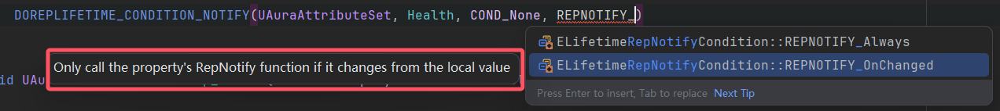 DOREPLIFETIME_CONDITION_NOTIFY(UAuraAttributeSet, Health, COND_None, REPNOTIFY_)
ELifetimeRepNotifyCondition::REPNOTIFY_Always
Only call the property's RepNotify function if it changes from the local value
ELifetimeRepNotifyCondition::REPNOTIFY_OnChanged
id UAu
Press Enter to insert, Tab to replace Next Tip